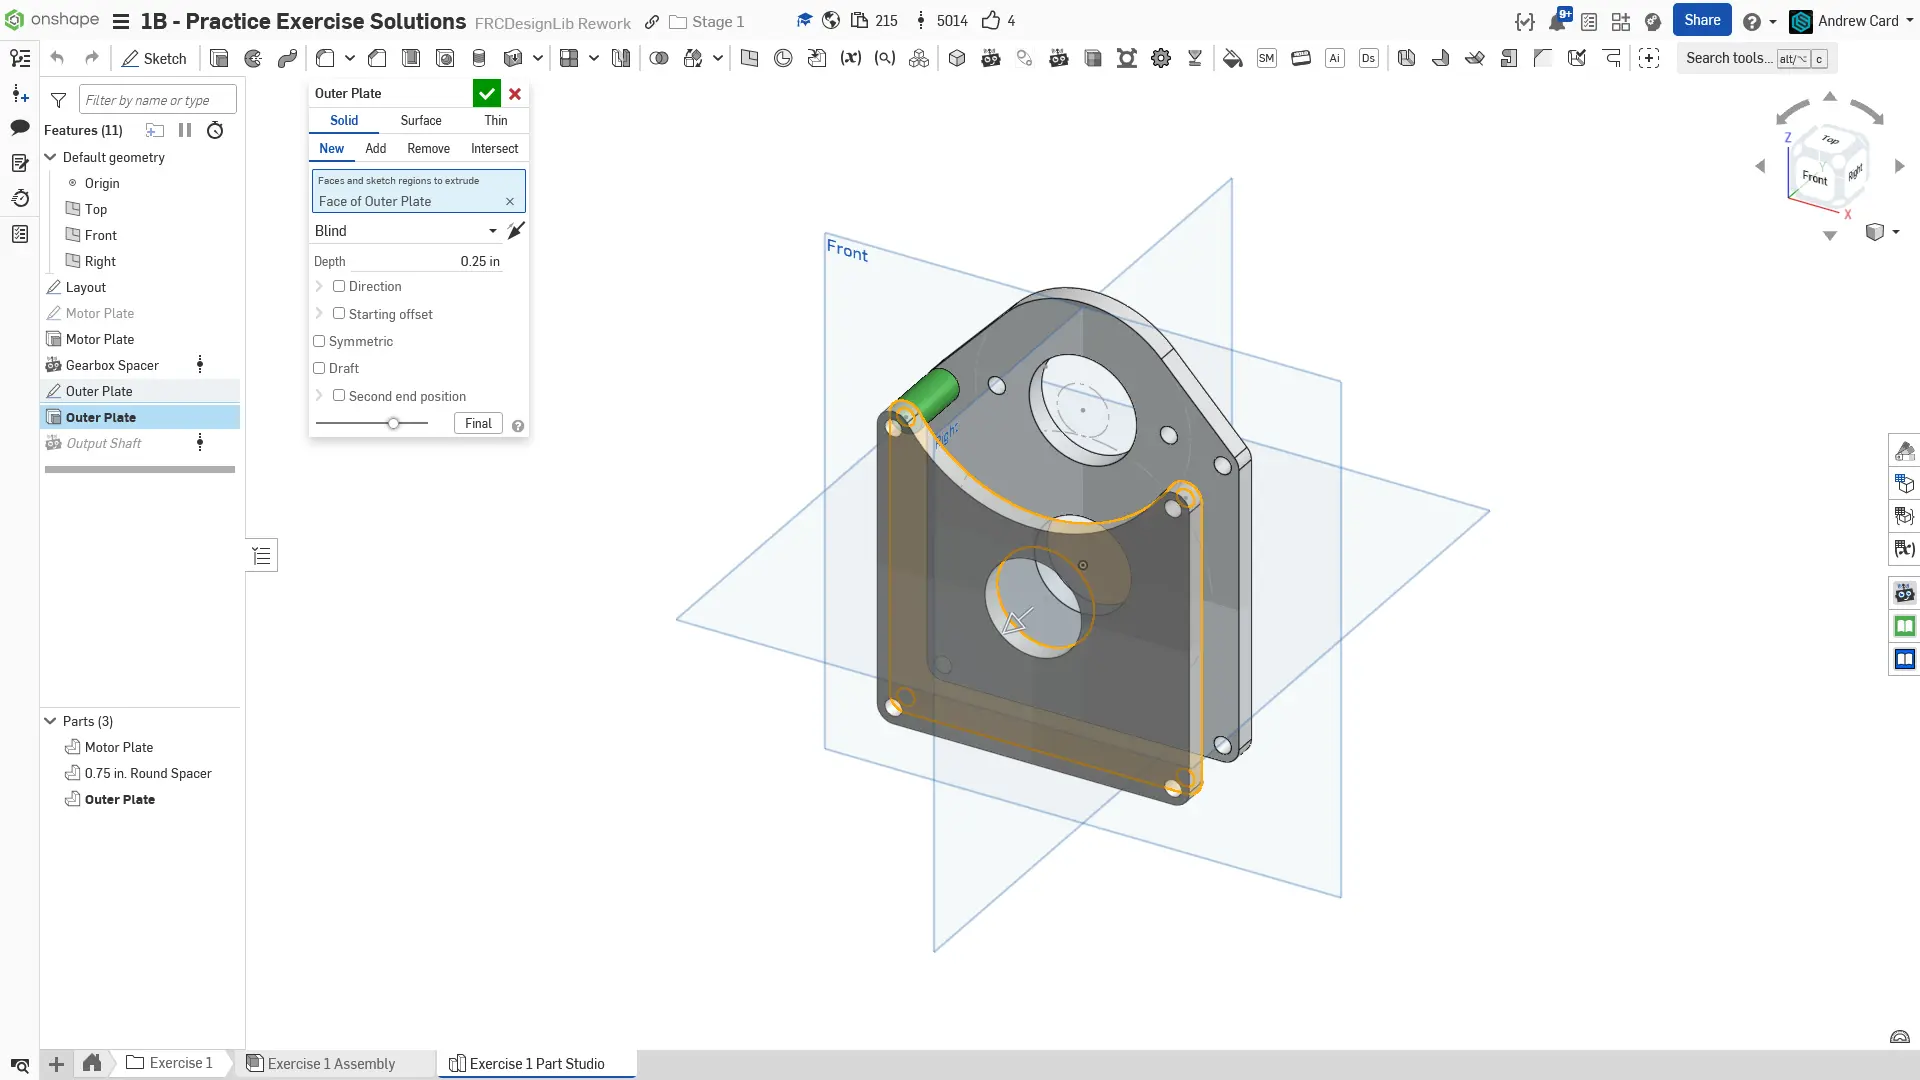 onshape 1B - Practice Exercise Solutions FRCDesignLib Rework Stage 1 215 5014 4 9+ Share Andrew Card
Sketch SM Ai Ds Search tools... alt/⌥ c
Filter by name or type
Features (11)
Default geometry
Origin
Top
Front
Right
Layout
Motor Plate
Motor Plate
Gearbox Spacer
Outer Plate
Outer Plate
Output Shaft
Parts (3)
Motor Plate
0.75 in. Round Spacer
Outer Plate
Outer Plate
Solid Surface Thin
New Add Remove Intersect
Faces and sketch regions to extrude
Face of Outer Plate
Blind
Depth 0.25 in
Direction
Starting offset
Symmetric
Draft
Second end position
Final
Front
Right
Z
Top
Y
Front Right
X
Exercise 1 Exercise 1 Assembly Exercise 1 Part Studio